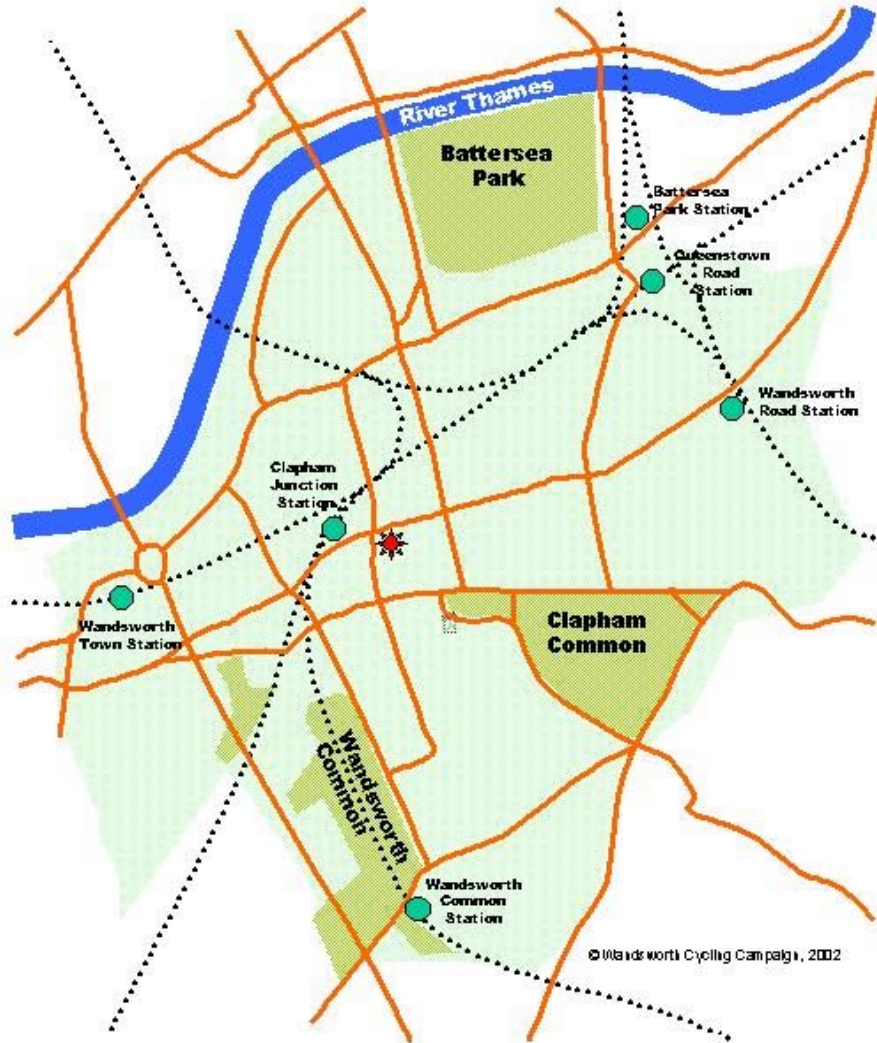 River Thames
Battersea
Park
Battersea
Park Station
Queenstown
Road
Station
Wandsworth
Road Station
Clapham
Junction
Station
Wandsworth
Town Station
Clapham
Common
Wandsworth
Common
Wandsworth
Common
Station
© Wandsworth Cycling Campaign, 2002